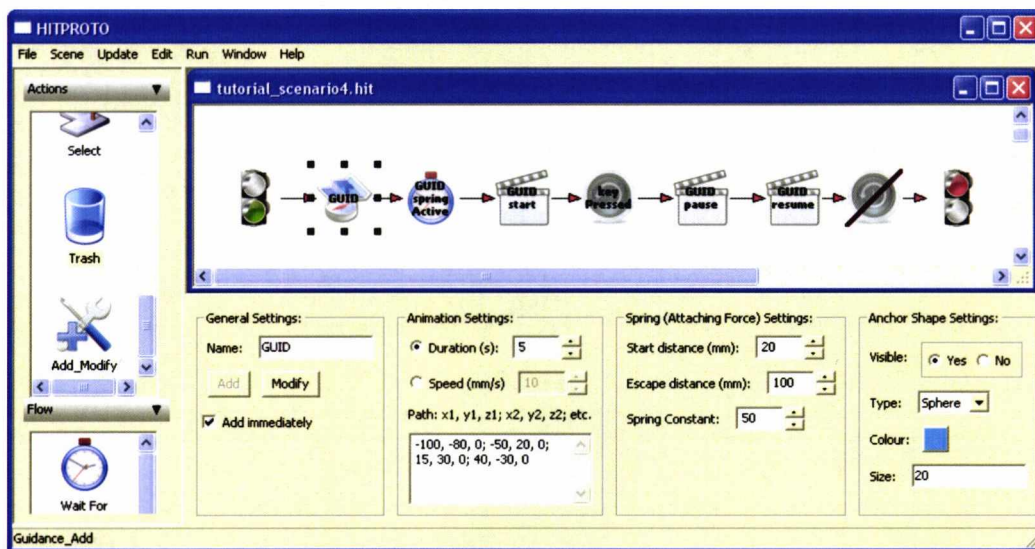 HITPROTO
File Scene Update Edit Run Window Help
Actions
Select
Trash
Add_Modify
Flow
Wait For
tutorial_scenario4.hit
GUID
GUID
spring
Active
GUID
start
key
Pressed
GUID
pause
GUID
resume
General Settings:
Name: GUID
Add Modify
Add immediately
Animation Settings:
Duration (s): 5
Speed (mm/s) 10
Path: x1, y1, z1; x2, y2, z2; etc.
-100, -80, 0; -50, 20, 0;
15, 30, 0; 40, -30, 0
Spring (Attaching Force) Settings:
Start distance (mm): 20
Escape distance (mm): 100
Spring Constant: 50
Anchor Shape Settings:
Visible: Yes No
Type: Sphere
Colour:
Size: 20
Guidance_Add